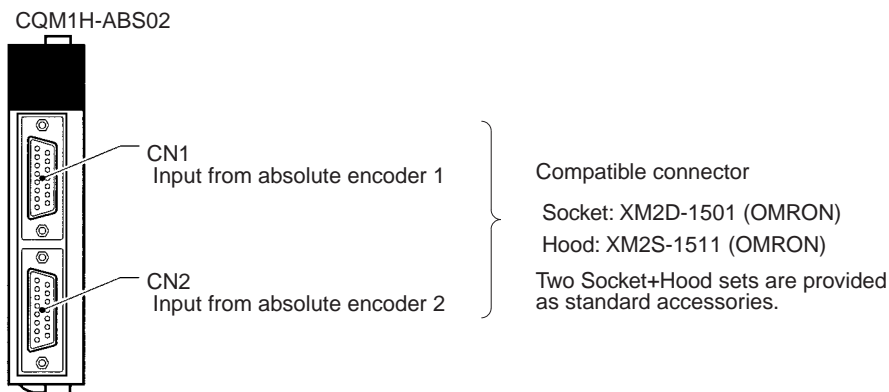 CQM1H-ABS02
CN1
Input from absolute encoder 1
CN2
Input from absolute encoder 2
Compatible connector
Socket: XM2D-1501 (OMRON)
Hood: XM2S-1511 (OMRON)
Two Socket+Hood sets are provided
as standard accessories.